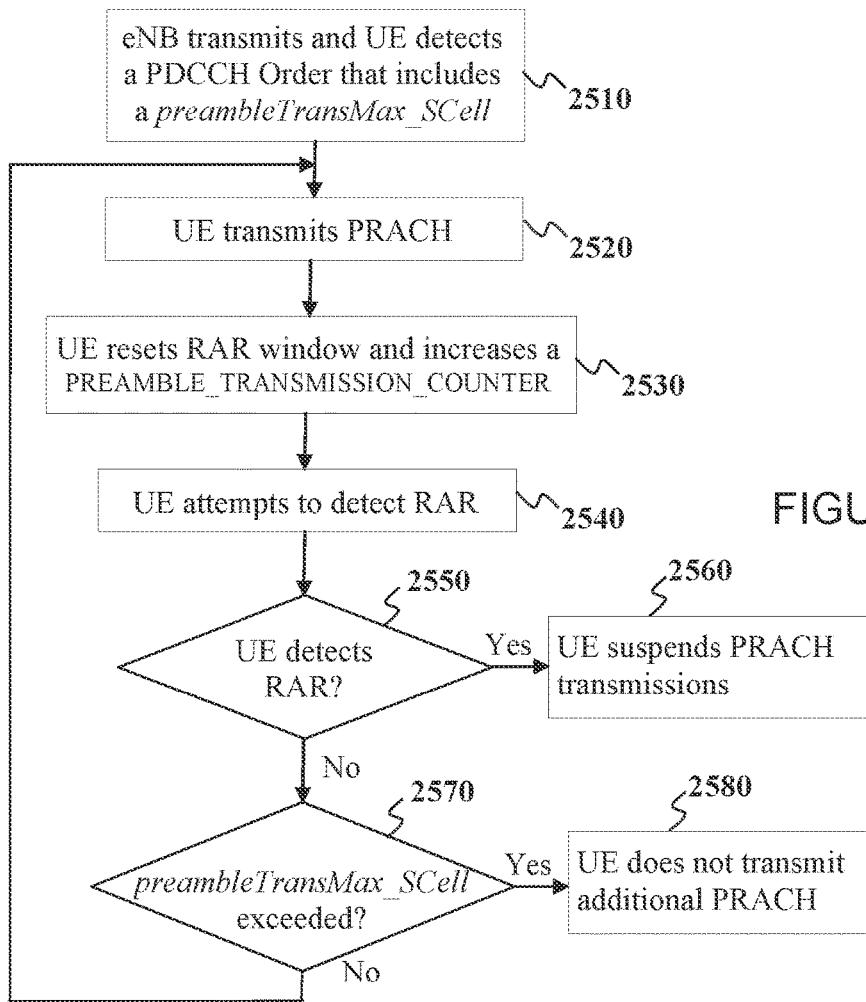 eNB transmits and UE detects
a PDCCH Order that includes
a preambleTransMax_SCell
2510
UE transmits PRACH
2520
UE resets RAR window and increases a
PREAMBLE_TRANSMISSION_COUNTER
2530
UE attempts to detect RAR
2540
FIGU
2550
UE detects
RAR?
Yes
2560
UE suspends PRACH
transmissions
No
2570
preambleTransMax_SCell
exceeded?
Yes
2580
UE does not transmit
additional PRACH
No